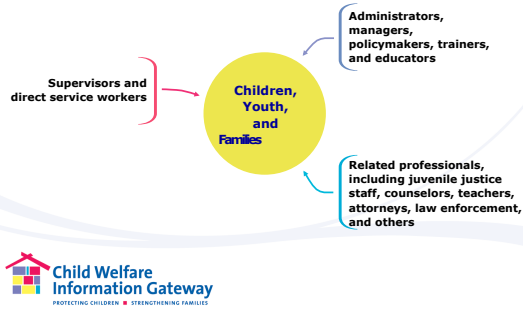 Administrators,
managers,
policymakers, trainers,
and educators
Supervisors and
direct service workers
Children,
Youth,
and
Families
Related professionals,
including juvenile justice
staff, counselors, teachers,
attorneys, law enforcement,
and others
Child Welfare
Information Gateway
PROTECTING CHILDREN ■ STRENGTHENING FAMILIES